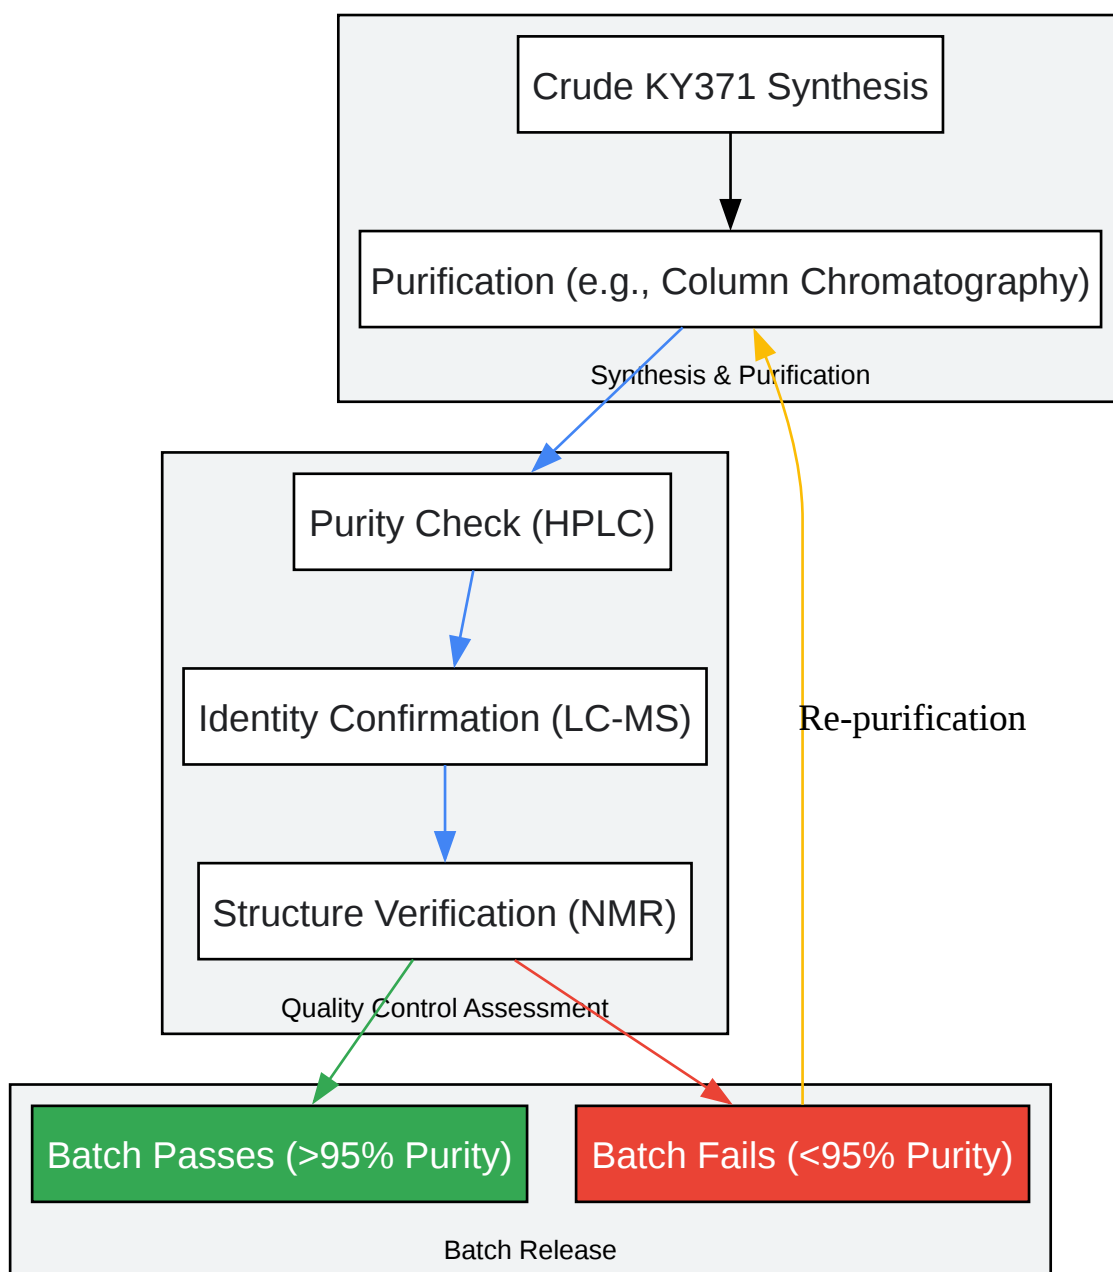 Crude KY371 Synthesis
Purification (e.g., Column Chromatography)
Synthesis & Purification
Purity Check (HPLC)
Identity Confirmation (LC-MS)
Re-purification
Structure Verification (NMR)
Quality Control Assessment
Batch Passes (>95% Purity)
Batch Fails (<95% Purity)
Batch Release